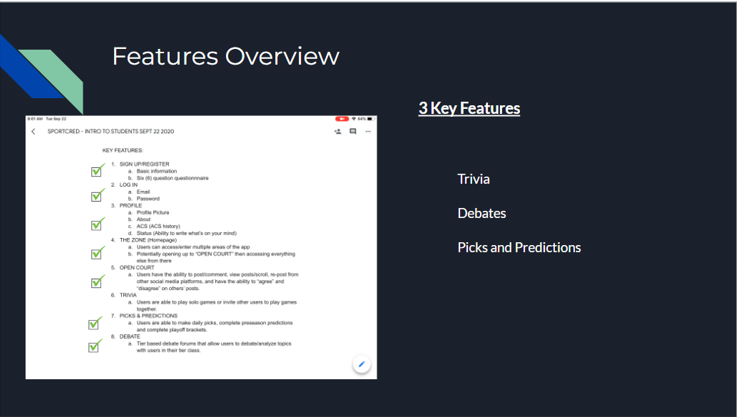 Features Overview
3 Key Features
Trivia
Debates
Picks and Predictions
8:01 AM Tue Sep 22
64%
SPORTCRED - INTRO TO STUDENTS SEPT 22 2020
KEY FEATURES:
1. SIGN UP/REGISTER
a. Basic information
b. Six (6) question questionnnaire
2. LOG IN
a. Email
b. Password
3. PROFILE
a. Profile Picture
b. About
c. ACS (ACS history)
d. Status (Ability to write what's on your mind)
4. THE ZONE (Homepage)
a. Users can access/enter multiple areas of the app
b. Potentially opening up to "OPEN COURT" then accessing everything
else from there
5. OPEN COURT
a. Users have the ability to post/comment, view posts/scroll, re-post from
other social media platforms, and have the ability to "agree" and
"disagree" on others' posts.
6. TRIVIA
a. Users are able to play solo games or invite other users to play games
together.
7. PICKS & PREDICTIONS
a. Users are able to make daily picks, complete preseason predictions
and complete playoff brackets.
8. DEBATE
a. Tier based debate forums that allow users to debate/analyze topics
with users in their tier class.